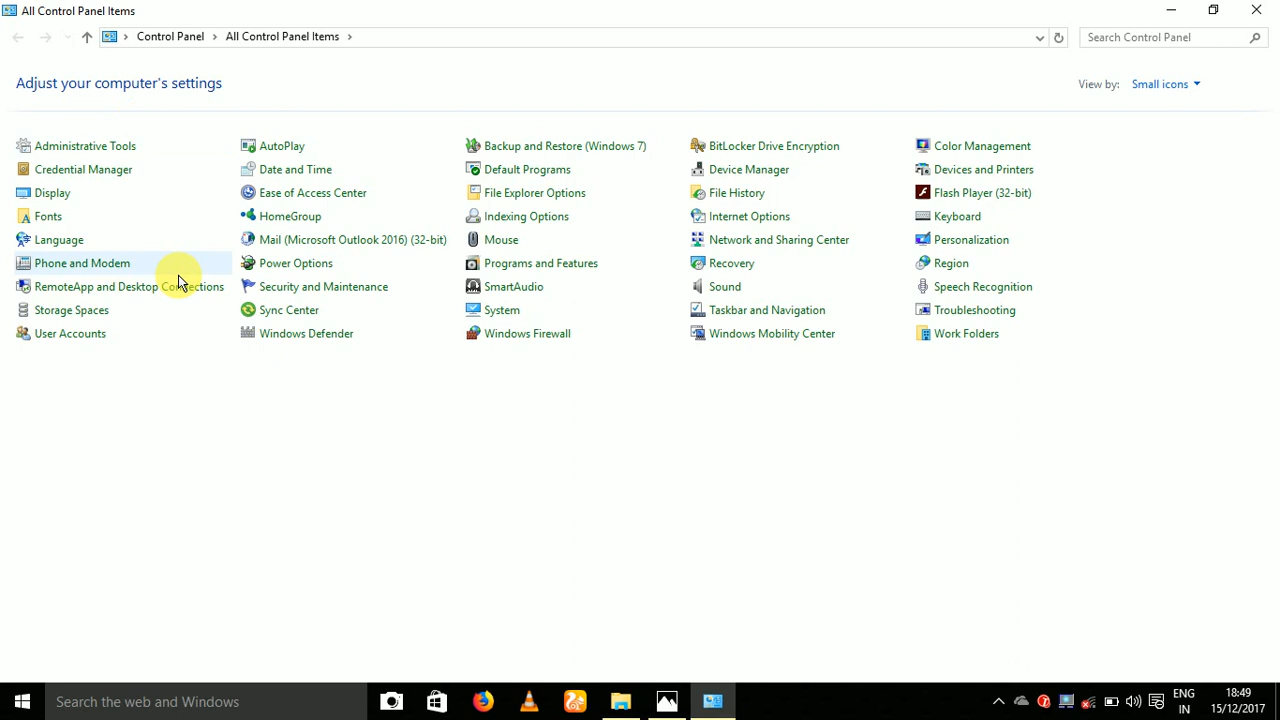 All Control Panel Items
Control Panel All Control Panel Items Search Control Panel
Adjust your computer's settings View by: Small icons
Administrative Tools AutoPlay Backup and Restore (Windows 7) BitLocker Drive Encryption Color Management
Credential Manager Date and Time Default Programs Device Manager Devices and Printers
Display Ease of Access Center File Explorer Options File History Flash Player (32-bit)
Fonts HomeGroup Indexing Options Internet Options Keyboard
Language Mail (Microsoft Outlook 2016) (32-bit) Mouse Network and Sharing Center Personalization
Phone and Modem Power Options Programs and Features Recovery Region
RemoteApp and Desktop Connections Security and Maintenance SmartAudio Sound Speech Recognition
Storage Spaces Sync Center System Taskbar and Navigation Troubleshooting
User Accounts Windows Defender Windows Firewall Windows Mobility Center Work Folders
Search the web and Windows ENG 18:49
IN 15/12/2017